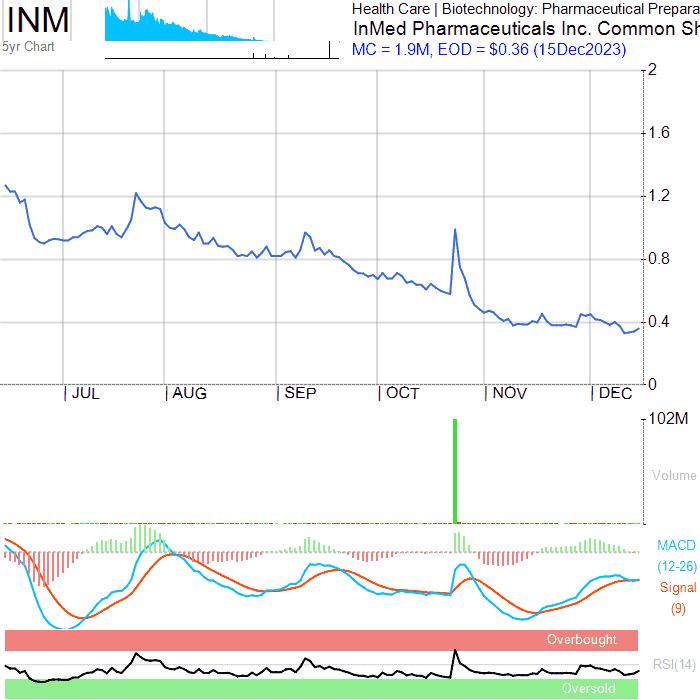 INM
5yr Chart
Health Care | Biotechnology: Pharmaceutical Prepara
InMed Pharmaceuticals Inc. Common Sh
MC = 1.9M, EOD = $0.36 (15Dec2023)
2
1.6
1.2
0.8
0.4
0
JUL AUG SEP OCT NOV DEC
102M
Volume
MACD
(12-26)
Signal
(9)
Overbought
RSI(14)
Oversold